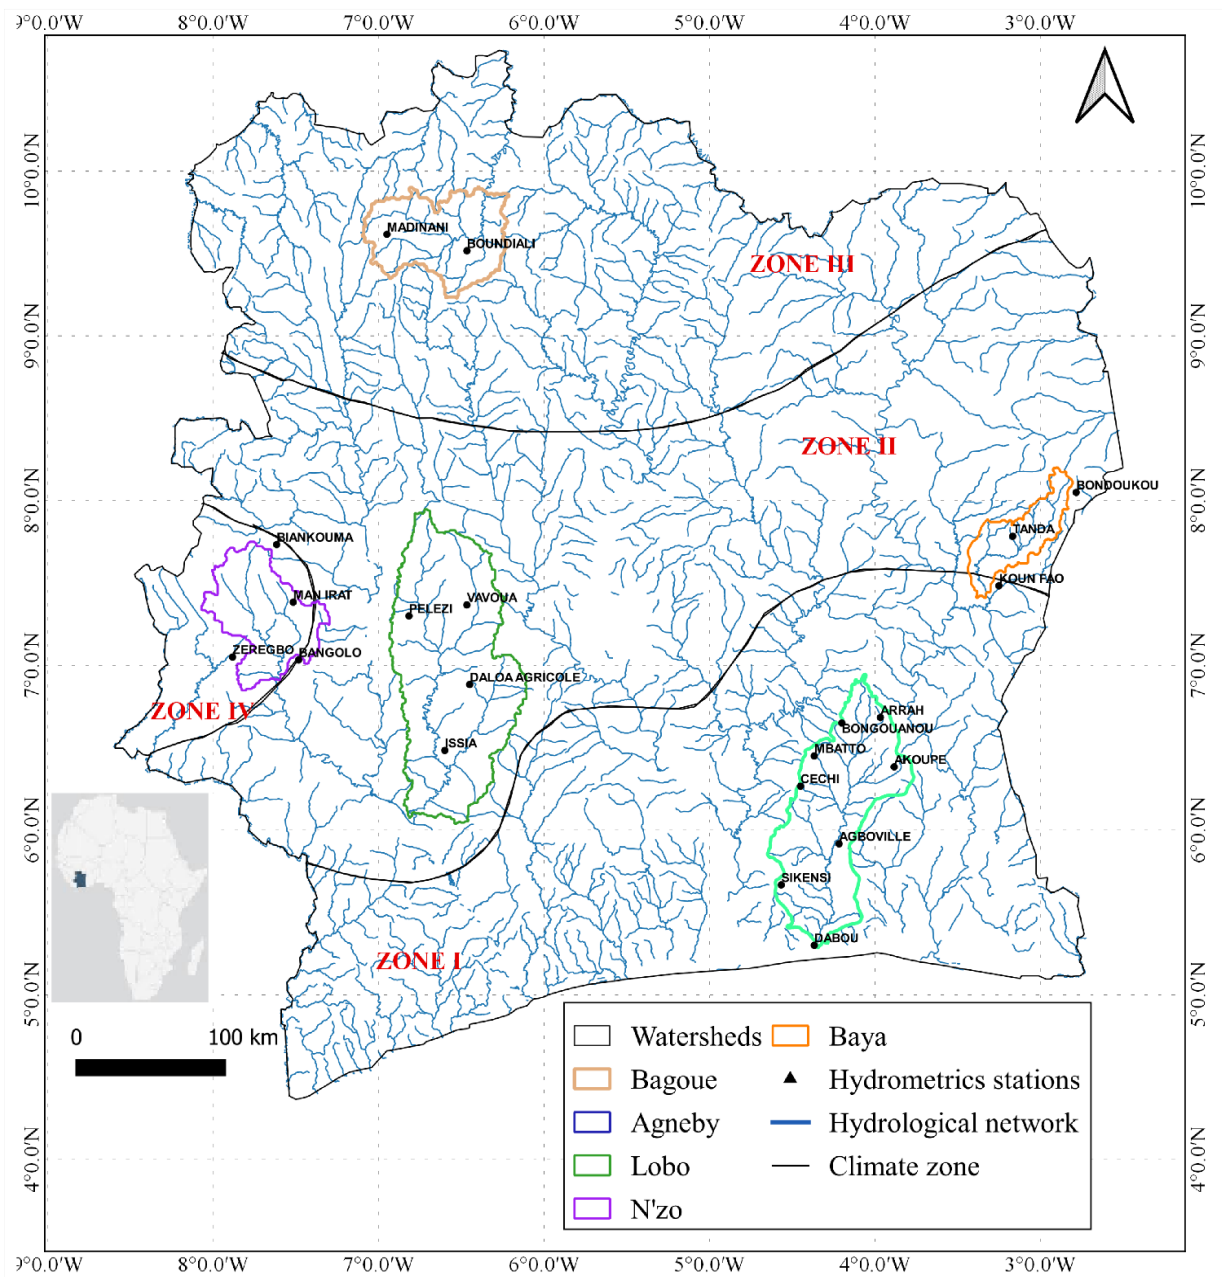 9°0.0'W 8°0.0'W 7°0.0'W 6°0.0'W 5°0.0'W 4°0.0'W 3°0.0'W
10°0.0'N 10°0.0'N
MADINANI
BOUNDIALI
ZONE III
9°0.0'N 9°0.0'N
ZONE II
BONDOUKOU
8°0.0'N 8°0.0'N
TANDA
BIANKOUMA
KOUN FAO
MAN IRAT
VAVOUA
PELEZI
ZEREGBO BANGOLO
7°0.0'N 7°0.0'N
DALOA AGRICOLE
ZONE IV
ARRAH
BONGOUANOU
ISSIA
MBATTO
AKOUPE
CECHI
6°0.0'N 6°0.0'N
AGBOVILLE
SIKENSI
DABOU
ZONE I
5°0.0'N 5°0.0'N
0 100 km
Watersheds
Bagoue
Agneby
Lobo
N'zo
Baya
Hydrometrics stations
Hydrological network
Climate zone
4°0.0'N 4°0.0'N
9°0.0'W 8°0.0'W 7°0.0'W 6°0.0'W 5°0.0'W 4°0.0'W 3°0.0'W